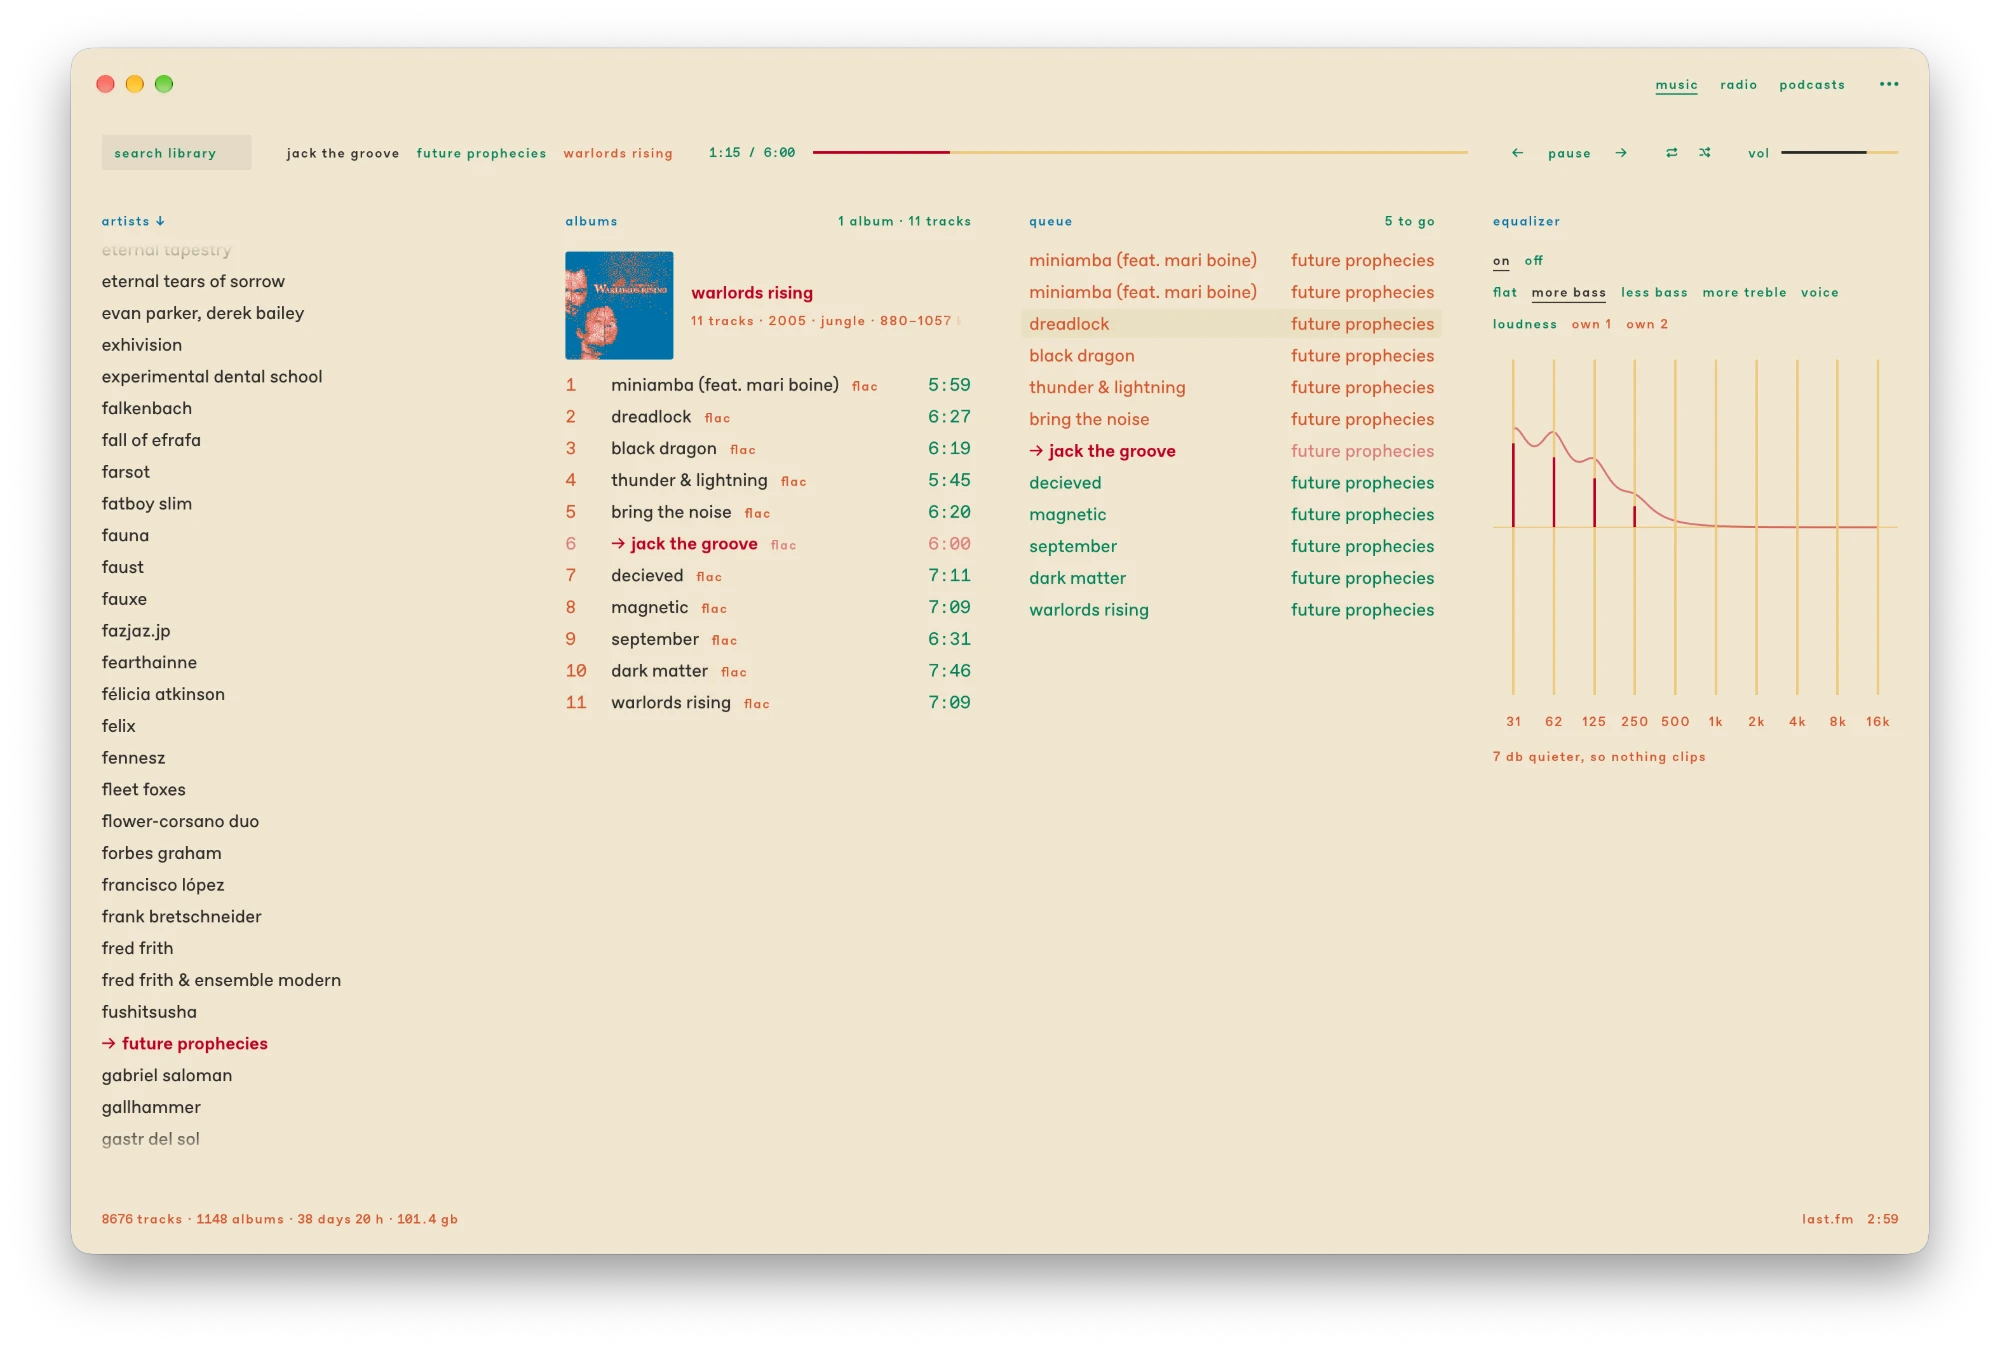 music radio podcasts •••
search library jack the groove future prophecies warlords rising 1:15 / 6:00 ← pause → vol
artists ↓
eternal tapestry
eternal tears of sorrow
evan parker, derek bailey
exhivision
experimental dental school
falkenbach
fall of efrafa
farsot
fatboy slim
fauna
faust
fauxe
fazjaz.jp
fearthainne
félicia atkinson
felix
fennesz
fleet foxes
flower-corsano duo
forbes graham
francisco lópez
frank bretschneider
fred frith
fred frith & ensemble modern
fushitsusha
→ future prophecies
gabriel saloman
gallhammer
gastr del sol
albums 1 album · 11 tracks
WARLORDS RISING
warlords rising
11 tracks · 2005 · jungle · 880–1057
1 miniamba (feat. mari boine) flac 5:59
2 dreadlock flac 6:27
3 black dragon flac 6:19
4 thunder & lightning flac 5:45
5 bring the noise flac 6:20
6 → jack the groove flac 6:00
7 decieved flac 7:11
8 magnetic flac 7:09
9 september flac 6:31
10 dark matter flac 7:46
11 warlords rising flac 7:09
queue 5 to go
miniamba (feat. mari boine) future prophecies
miniamba (feat. mari boine) future prophecies
dreadlock future prophecies
black dragon future prophecies
thunder & lightning future prophecies
bring the noise future prophecies
→ jack the groove future prophecies
decieved future prophecies
magnetic future prophecies
september future prophecies
dark matter future prophecies
warlords rising future prophecies
equalizer
on off
flat more bass less bass more treble voice
loudness own 1 own 2
31 62 125 250 500 1k 2k 4k 8k 16k
7 db quieter, so nothing clips
8676 tracks · 1148 albums · 38 days 20 h · 101.4 gb
last.fm 2:59